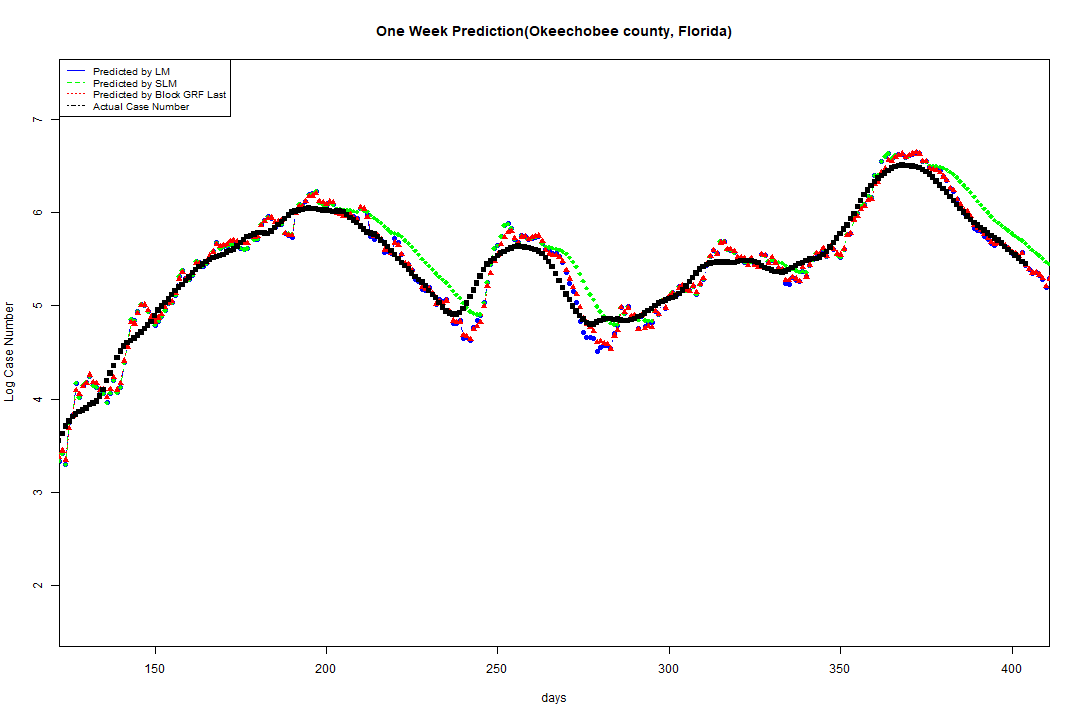 One Week Prediction(Okeechobee county, Florida)
Predicted by LM
Predicted by SLM
Predicted by Block GRF Last
Actual Case Number
7
6
5
4
3
2
Log Case Number
150 200 250 300 350 400
days